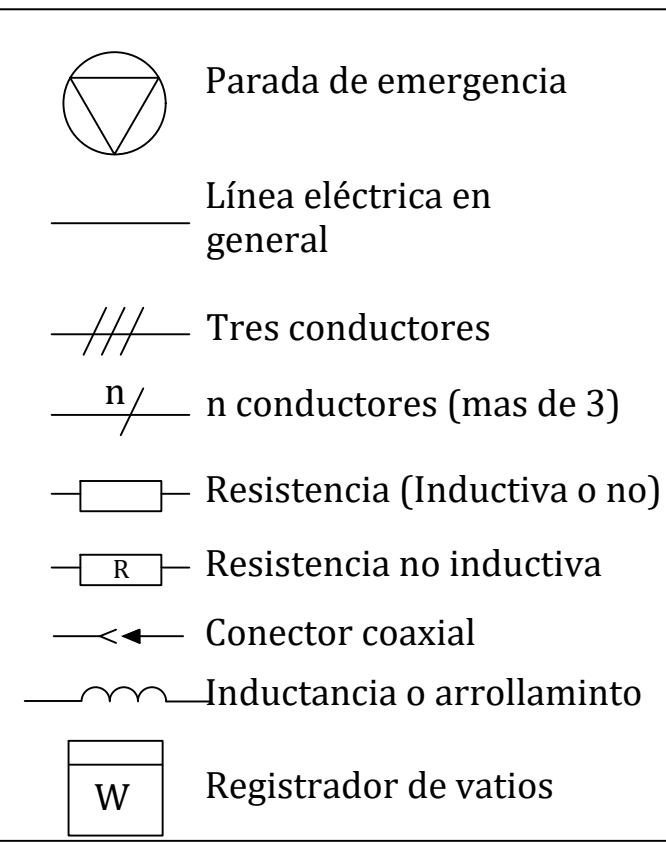 Parada de emergencia
Línea eléctrica en
general
Tres conductores
n
n conductores (mas de 3)
Resistencia (Inductiva o no)
R
Resistencia no inductiva
Conector coaxial
Inductancia o arrollaminto
W
Registrador de vatios